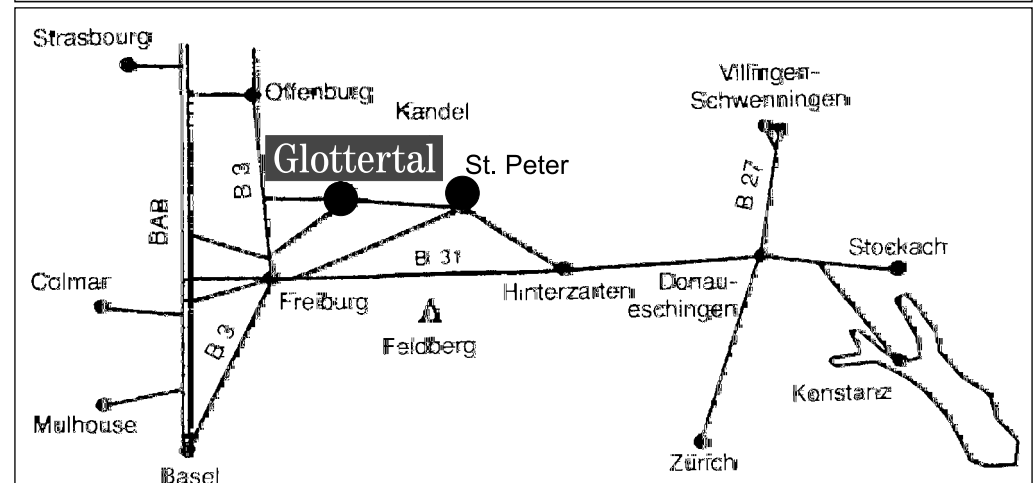 Strasbourg
Offenburg
Kandel
Villingen-
Schwenningen
Glottertal
St. Peter
B 3
B 27
BAB
B 31
Stockach
Colmar
Freiburg
Hinterzarten
Donau-
eschingen
B 3
Feldberg
Konstanz
Mulhouse
Zürich
Basel